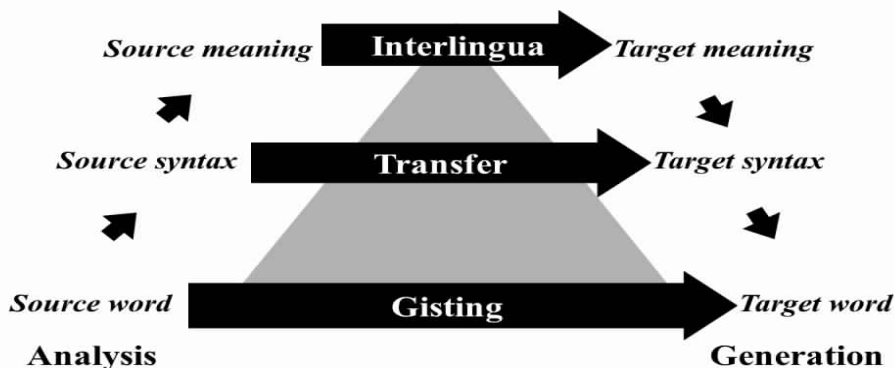 Source meaning Interlingua Target meaning
Source syntax Transfer Target syntax
Source word Gisting Target word
Analysis Generation